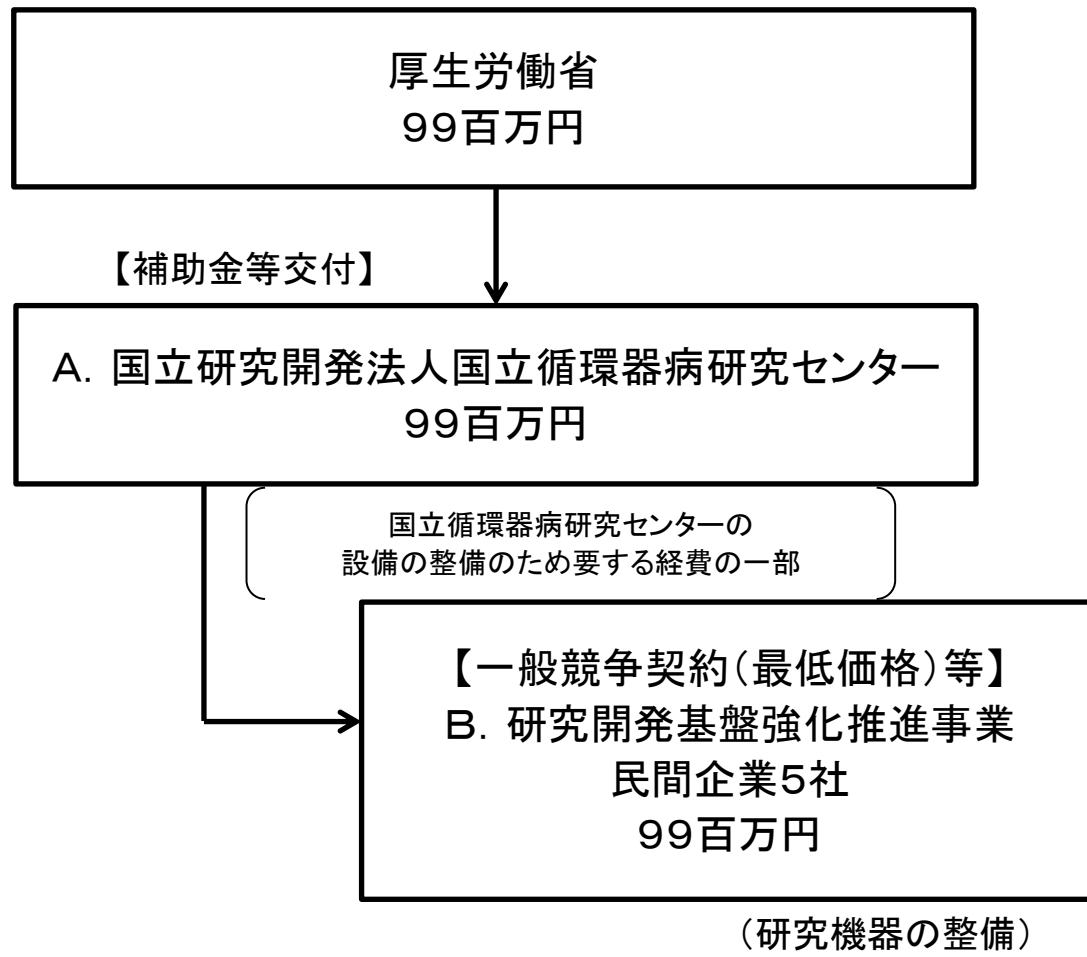 厚生労働省
99百万円
【補助金等交付】
A. 国立研究開発法人国立循環器病研究センター
99百万円
国立循環器病研究センターの
設備の整備のため要する経費の一部
【一般競争契約(最低価格)等】
B. 研究開発基盤強化推進事業
民間企業5社
99百万円
(研究機器の整備)